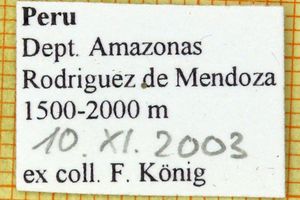 Peru
Dept. Amazonas
Rodriguez de Mendoza
1500-2000 m
10. XI. 2003
ex coll. F. König